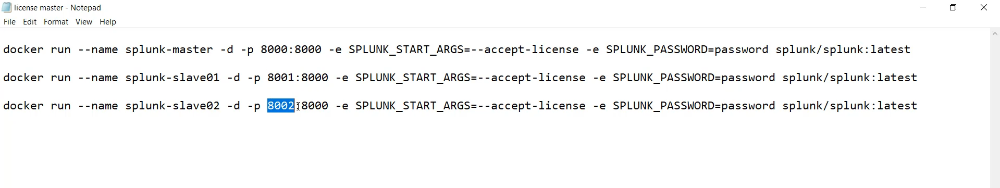 license master - Notepad
File Edit Format View Help
docker run --name splunk-master -d -p 8000:8000 -e SPLUNK_START_ARGS=--accept-license -e SPLUNK_PASSWORD=password splunk/splunk:latest
docker run --name splunk-slave01 -d -p 8001:8000 -e SPLUNK_START_ARGS=--accept-license -e SPLUNK_PASSWORD=password splunk/splunk:latest
docker run --name splunk-slave02 -d -p 8002:8000 -e SPLUNK_START_ARGS=--accept-license -e SPLUNK_PASSWORD=password splunk/splunk:latest